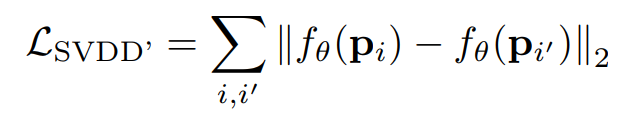 $\mathcal{L}_{\text{SVDD'}} = \sum_{i,i'} \| f_\theta(\mathbf{p}_i) - f_\theta(\mathbf{p}_{i'}) \|_2$